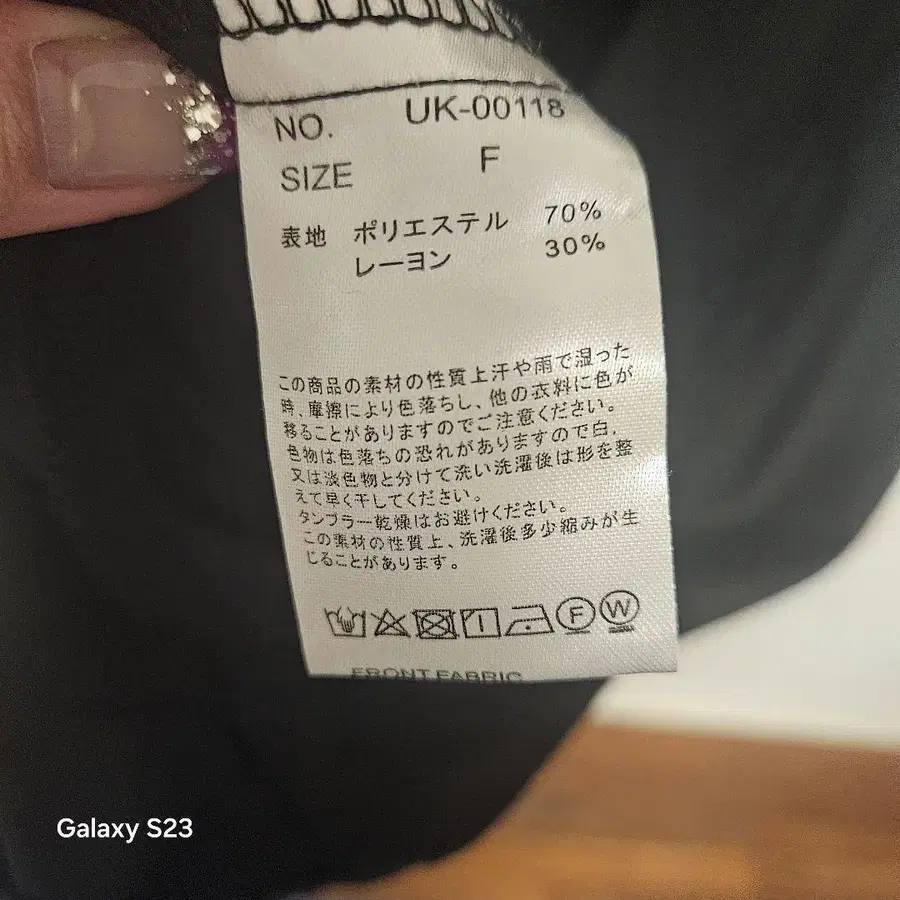 NO. UK-00118
SIZE F
表地 ポリエステル 70%
レーヨン 30%
この商品の素材の性質上汗や雨で湿った
時、摩擦により色落ちし、他の衣料に色が
移ることがありますのでご注意ください。
色物は色落ちの恐れがありますので白,
又は淡色物と分けて洗い洗濯後は形を整
えて早く干してください。
タンブラー乾燥はお避けください。
この素材の性質上、洗濯後多少縮みが生
じることがあります。
F W
FRONT FABRIC
Galaxy S23